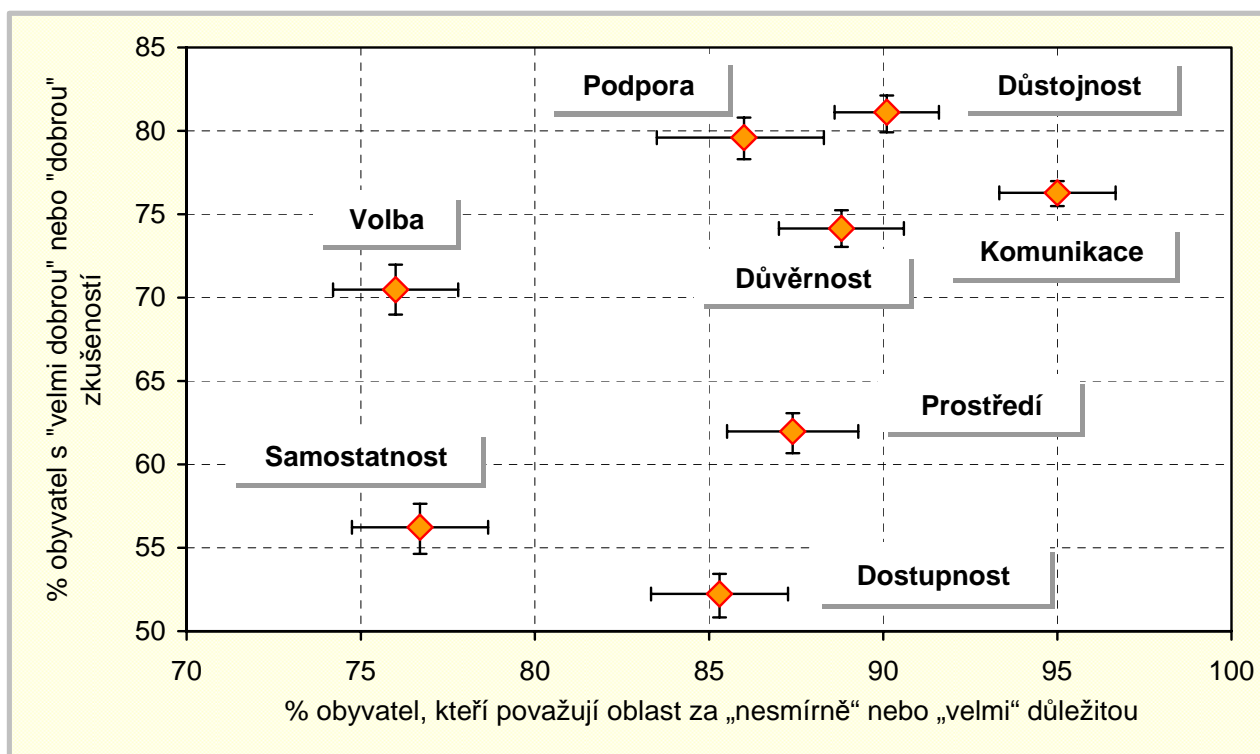 % obyvatel s "velmi dobrou" nebo "dobrou"
zkušeností
85
80
75
70
65
60
55
50
Podpora
Důstojnost
Volba
Komunikace
Důvěrnost
Prostředí
Samostatnost
Dostupnost
70 75 80 85 90 95 100
% obyvatel, kteří považují oblast za „nesmírně“ nebo „velmi“ důležitou